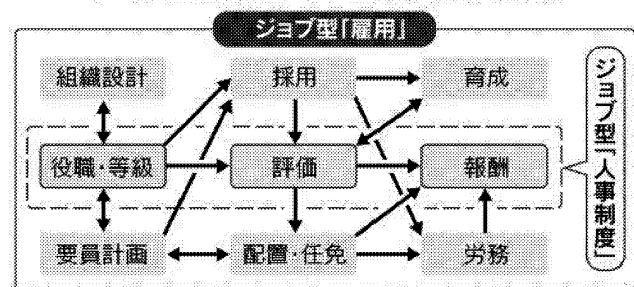 ジョブ型「雇用」
組織設計
採用
育成
役職・等級
評価
報酬
要員計画
配置・任免
労務
ジョブ型「人事制度」